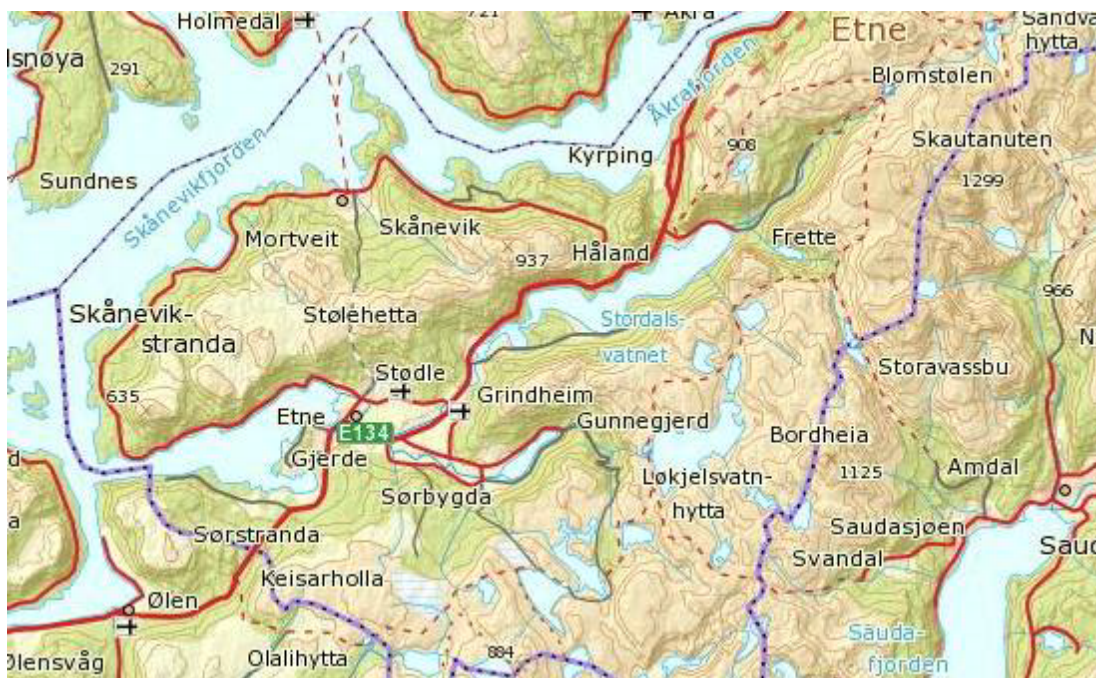 Holmedal
721
Åkra
Etne
Sandva
hytta
snøya
291
Åkrafjorden
Blomstølen
Skautanuten
908
Kyrping
1299
Sundnes
Skånevikfjorden
Skånevik
Mortveit
Håland
937
Frette
966
Skånevik-
stranda
Stølehetta
Stordals-
vatnet
N
Storavassbu
Stødle
635
Grindheim
Etne
Gunnegjerd
E134
Bordheia
Gjerde
1125
Amdal
Sørbygda
Løkjelsvatn-
hytta
d
a
Sørstranda
Saudasjøen
Svandal
Saud
Keisarholla
Ølen
Sauda-
fjorden
Ølensvåg
Olalihytta
884